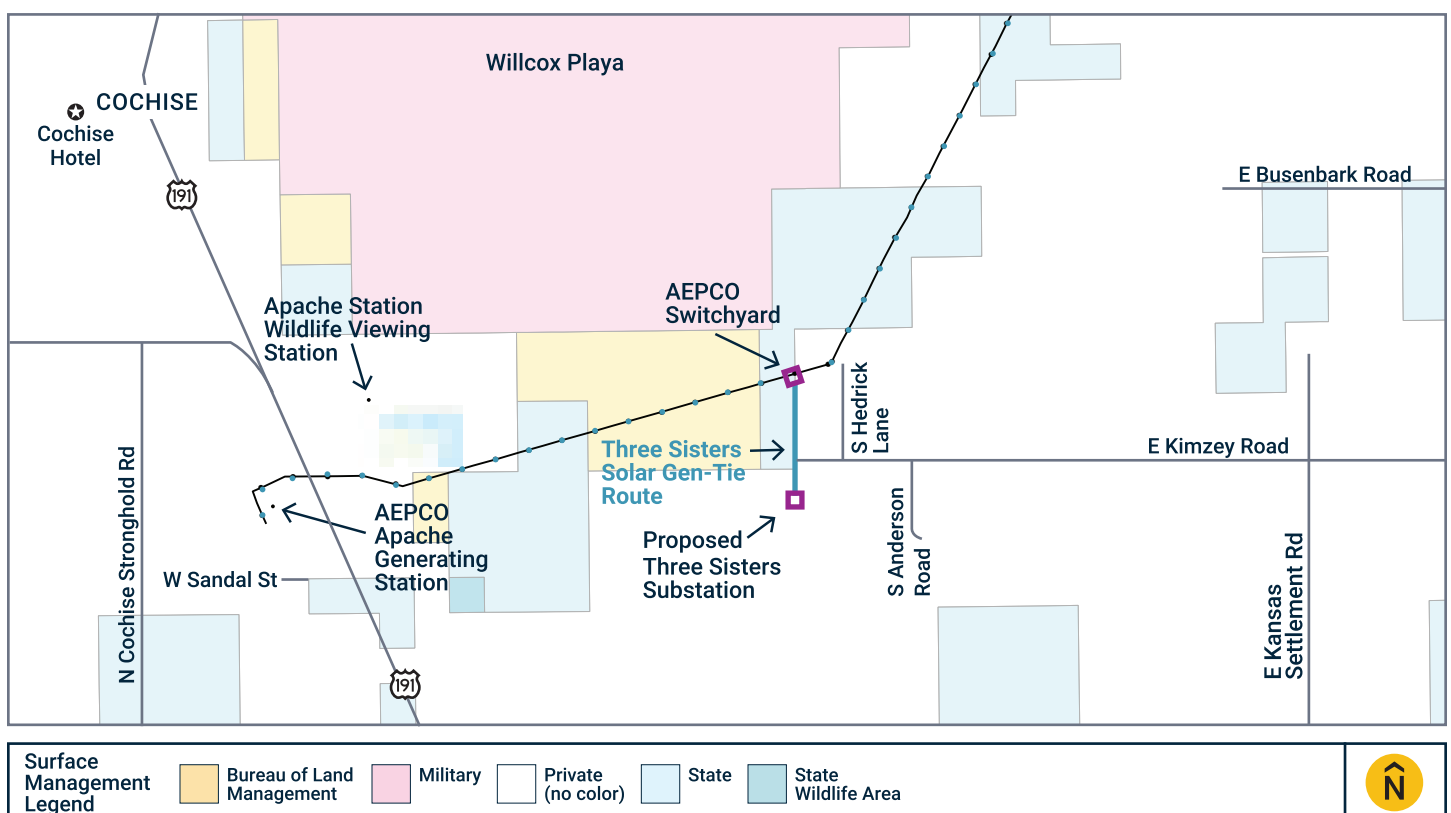 Willcox Playa
COCHISE
Cochise
Hotel
191
E Busenbark Road
Apache Station
Wildlife Viewing
Station
AEPCO
Switchyard
S Hedrick
Lane
E Kimzey Road
Three Sisters
Solar Gen-Tie
Route
N Cochise Stronghold Rd
AEPCO
Apache
Generating
Station
W Sandal St
Proposed
Three Sisters
Substation
S Anderson
Road
E Kansas
Settlement Rd
191
Surface
Management
Legend
Bureau of Land
Management
Military
Private
(no color)
State
State
Wildlife Area
N